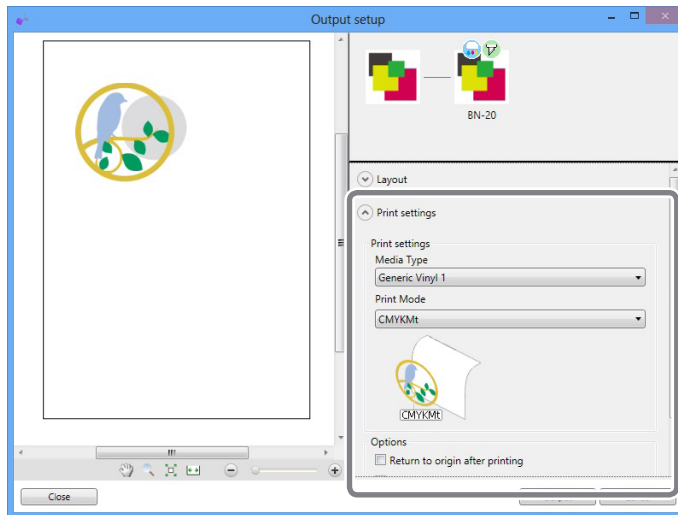 Output setup
BN-20
Layout
Print settings
Print settings
Media Type
Generic Vinyl 1
Print Mode
CMYKMt
CMYKMt
Options
Return to origin after printing
Close